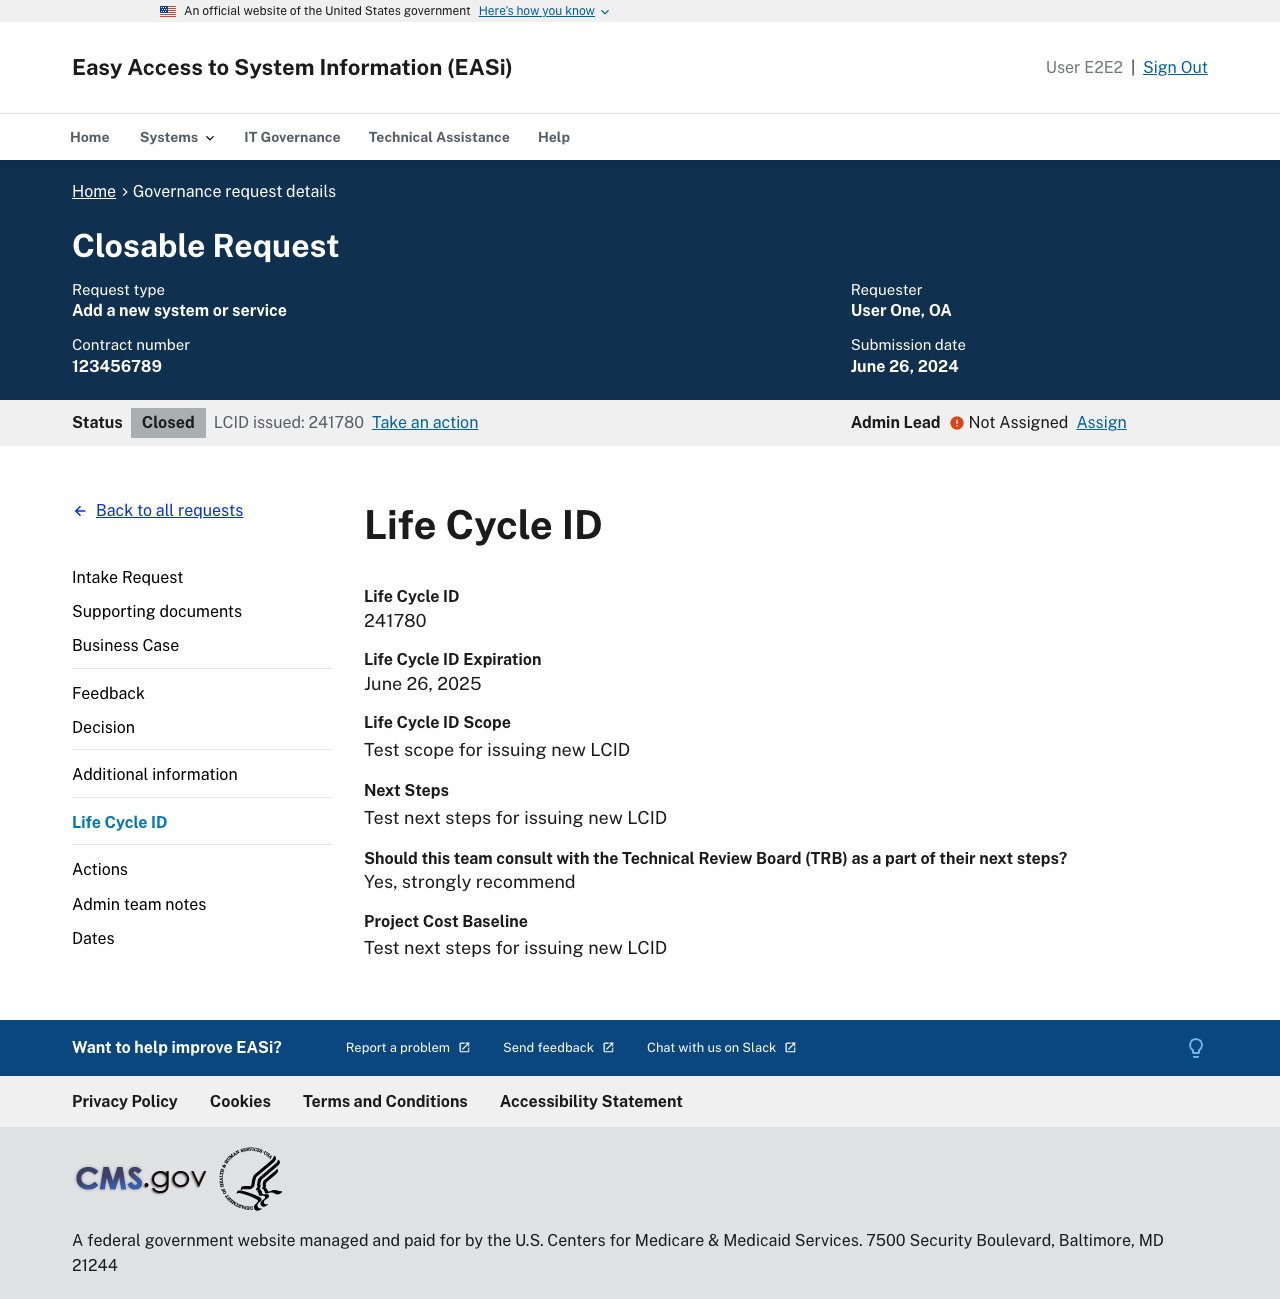 An official website of the United States government Here's how you know
Easy Access to System Information (EASi)
User E2E2 | Sign Out
Home Systems IT Governance Technical Assistance Help
Home › Governance request details
Closable Request
Request type
Add a new system or service
Requester
User One, OA
Contract number
123456789
Submission date
June 26, 2024
Status Closed LCID issued: 241780 Take an action
Admin Lead Not Assigned Assign
Back to all requests
Intake Request
Supporting documents
Business Case
Feedback
Decision
Additional information
Life Cycle ID
Actions
Admin team notes
Dates
Life Cycle ID
Life Cycle ID
241780
Life Cycle ID Expiration
June 26, 2025
Life Cycle ID Scope
Test scope for issuing new LCID
Next Steps
Test next steps for issuing new LCID
Should this team consult with the Technical Review Board (TRB) as a part of their next steps?
Yes, strongly recommend
Project Cost Baseline
Test next steps for issuing new LCID
Want to help improve EASi? Report a problem Send feedback Chat with us on Slack
Privacy Policy Cookies Terms and Conditions Accessibility Statement
CMS.gov
DEPARTMENT OF HEALTH & HUMAN SERVICES · USA
A federal government website managed and paid for by the U.S. Centers for Medicare & Medicaid Services. 7500 Security Boulevard, Baltimore, MD
21244